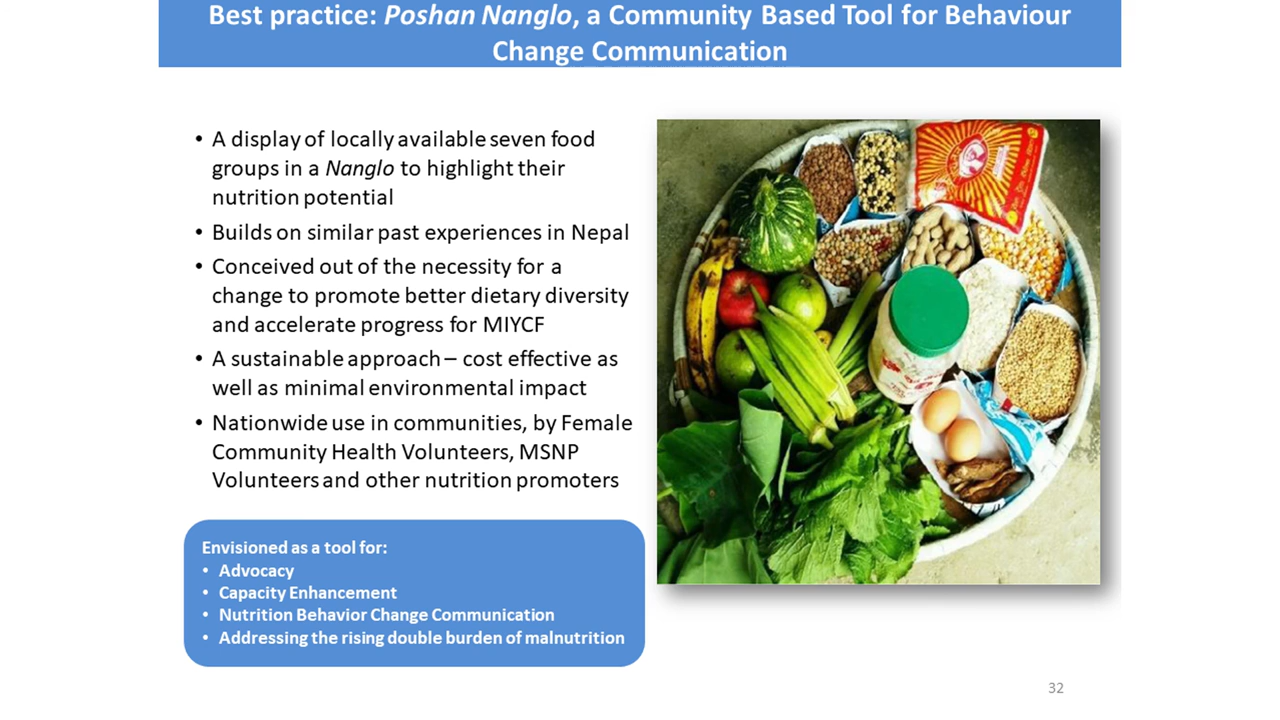 Best practice: Poshan Nanglo, a Community Based Tool for Behaviour
Change Communication
• A display of locally available seven food
groups in a Nanglo to highlight their
nutrition potential
• Builds on similar past experiences in Nepal
• Conceived out of the necessity for a
change to promote better dietary diversity
and accelerate progress for MIYCF
• A sustainable approach – cost effective as
well as minimal environmental impact
• Nationwide use in communities, by Female
Community Health Volunteers, MSNP
Volunteers and other nutrition promoters
Envisioned as a tool for:
• Advocacy
• Capacity Enhancement
• Nutrition Behavior Change Communication
• Addressing the rising double burden of malnutrition
32